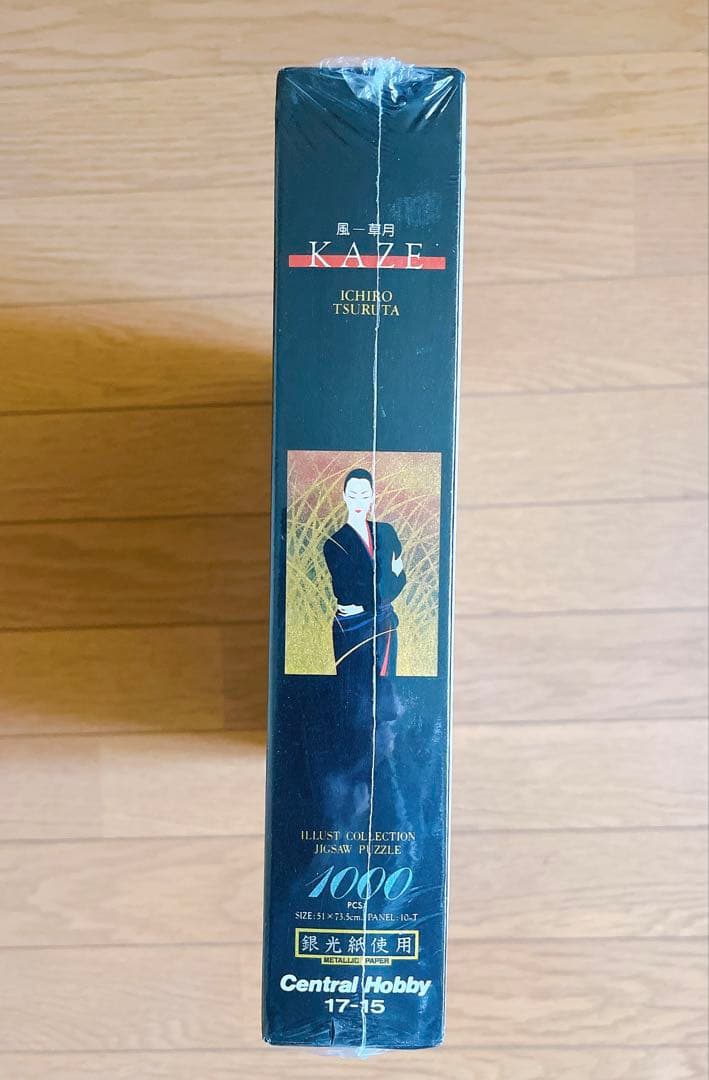 風—草月
KAZE
ICHIRO
TSURUTA
ILLUST COLLECTION
JIGSAW PUZZLE
1000
PCS.
SIZE: 51×73.5cm. PANEL: 10-T
銀光紙使用
METALLIC PAPER
Central Hobby
17-15